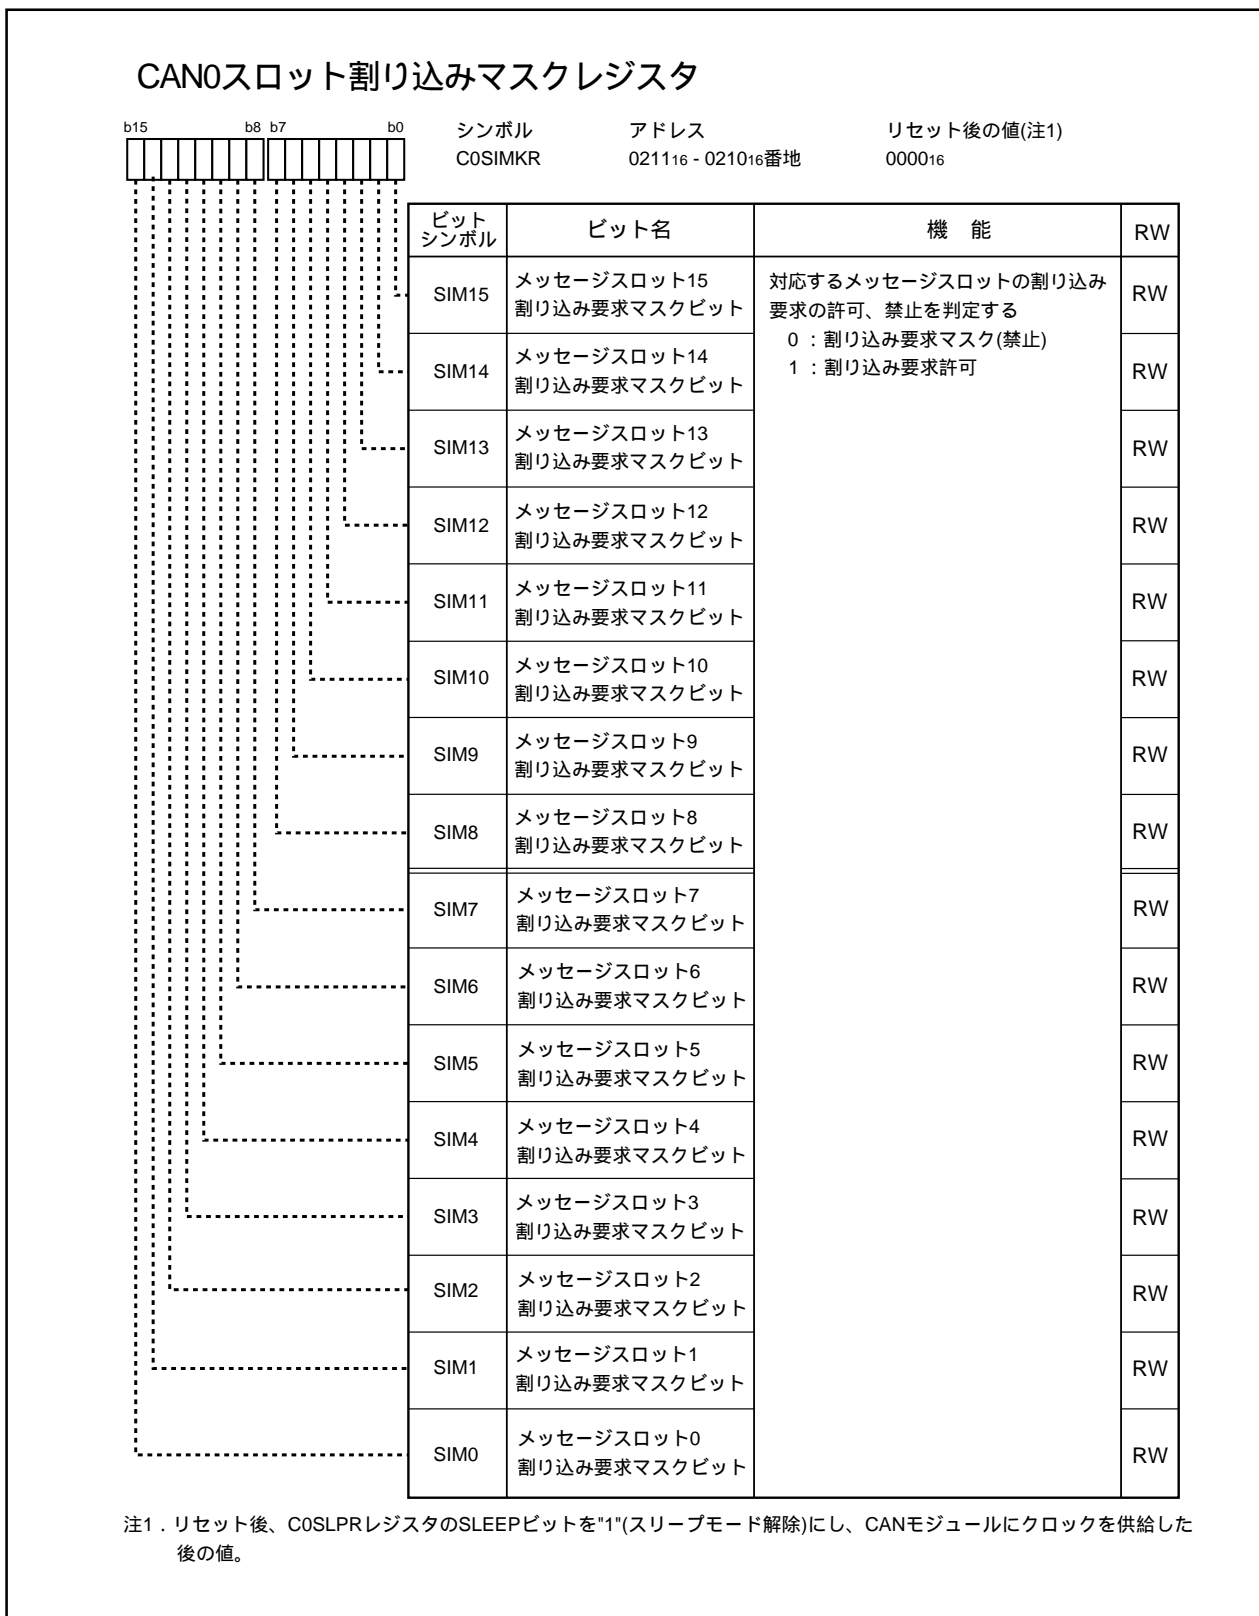 CAN0スロット割り込みマスクレジスタ
b15 b8 b7 b0
シンボル アドレス リセット後の値(注1)
C0SIMKR 021116 - 021016番地 000016
ビット
シンボル ビット名 機 能 RW
SIM15 メッセージスロット15
割り込み要求マスクビット RW
対応するメッセージスロットの割り込み
要求の許可、禁止を判定する
0 : 割り込み要求マスク(禁止)
1 : 割り込み要求許可
SIM14 メッセージスロット14
割り込み要求マスクビット RW
SIM13 メッセージスロット13
割り込み要求マスクビット RW
SIM12 メッセージスロット12
割り込み要求マスクビット RW
SIM11 メッセージスロット11
割り込み要求マスクビット RW
SIM10 メッセージスロット10
割り込み要求マスクビット RW
SIM9 メッセージスロット9
割り込み要求マスクビット RW
SIM8 メッセージスロット8
割り込み要求マスクビット RW
SIM7 メッセージスロット7
割り込み要求マスクビット RW
SIM6 メッセージスロット6
割り込み要求マスクビット RW
SIM5 メッセージスロット5
割り込み要求マスクビット RW
SIM4 メッセージスロット4
割り込み要求マスクビット RW
SIM3 メッセージスロット3
割り込み要求マスクビット RW
SIM2 メッセージスロット2
割り込み要求マスクビット RW
SIM1 メッセージスロット1
割り込み要求マスクビット RW
SIM0 メッセージスロット0
割り込み要求マスクビット RW
注1．リセット後、C0SLPRレジスタのSLEEPビットを"1"(スリープモード解除)にし、CANモジュールにクロックを供給した
後の値。